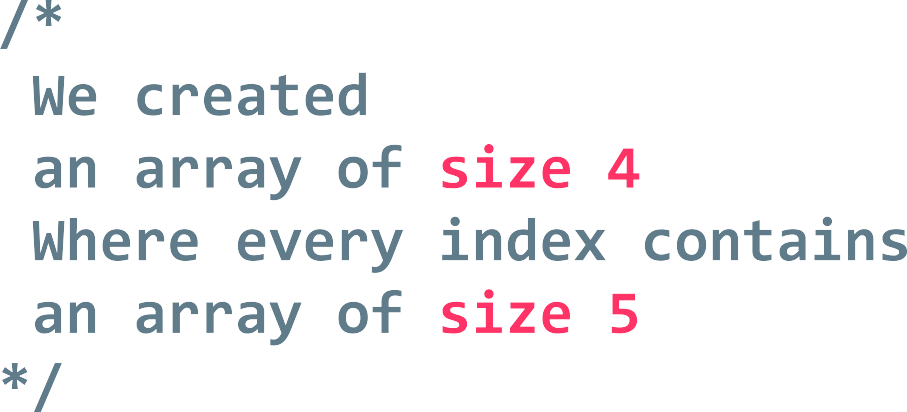 /*
We created
an array of size 4
Where every index contains
an array of size 5
*/